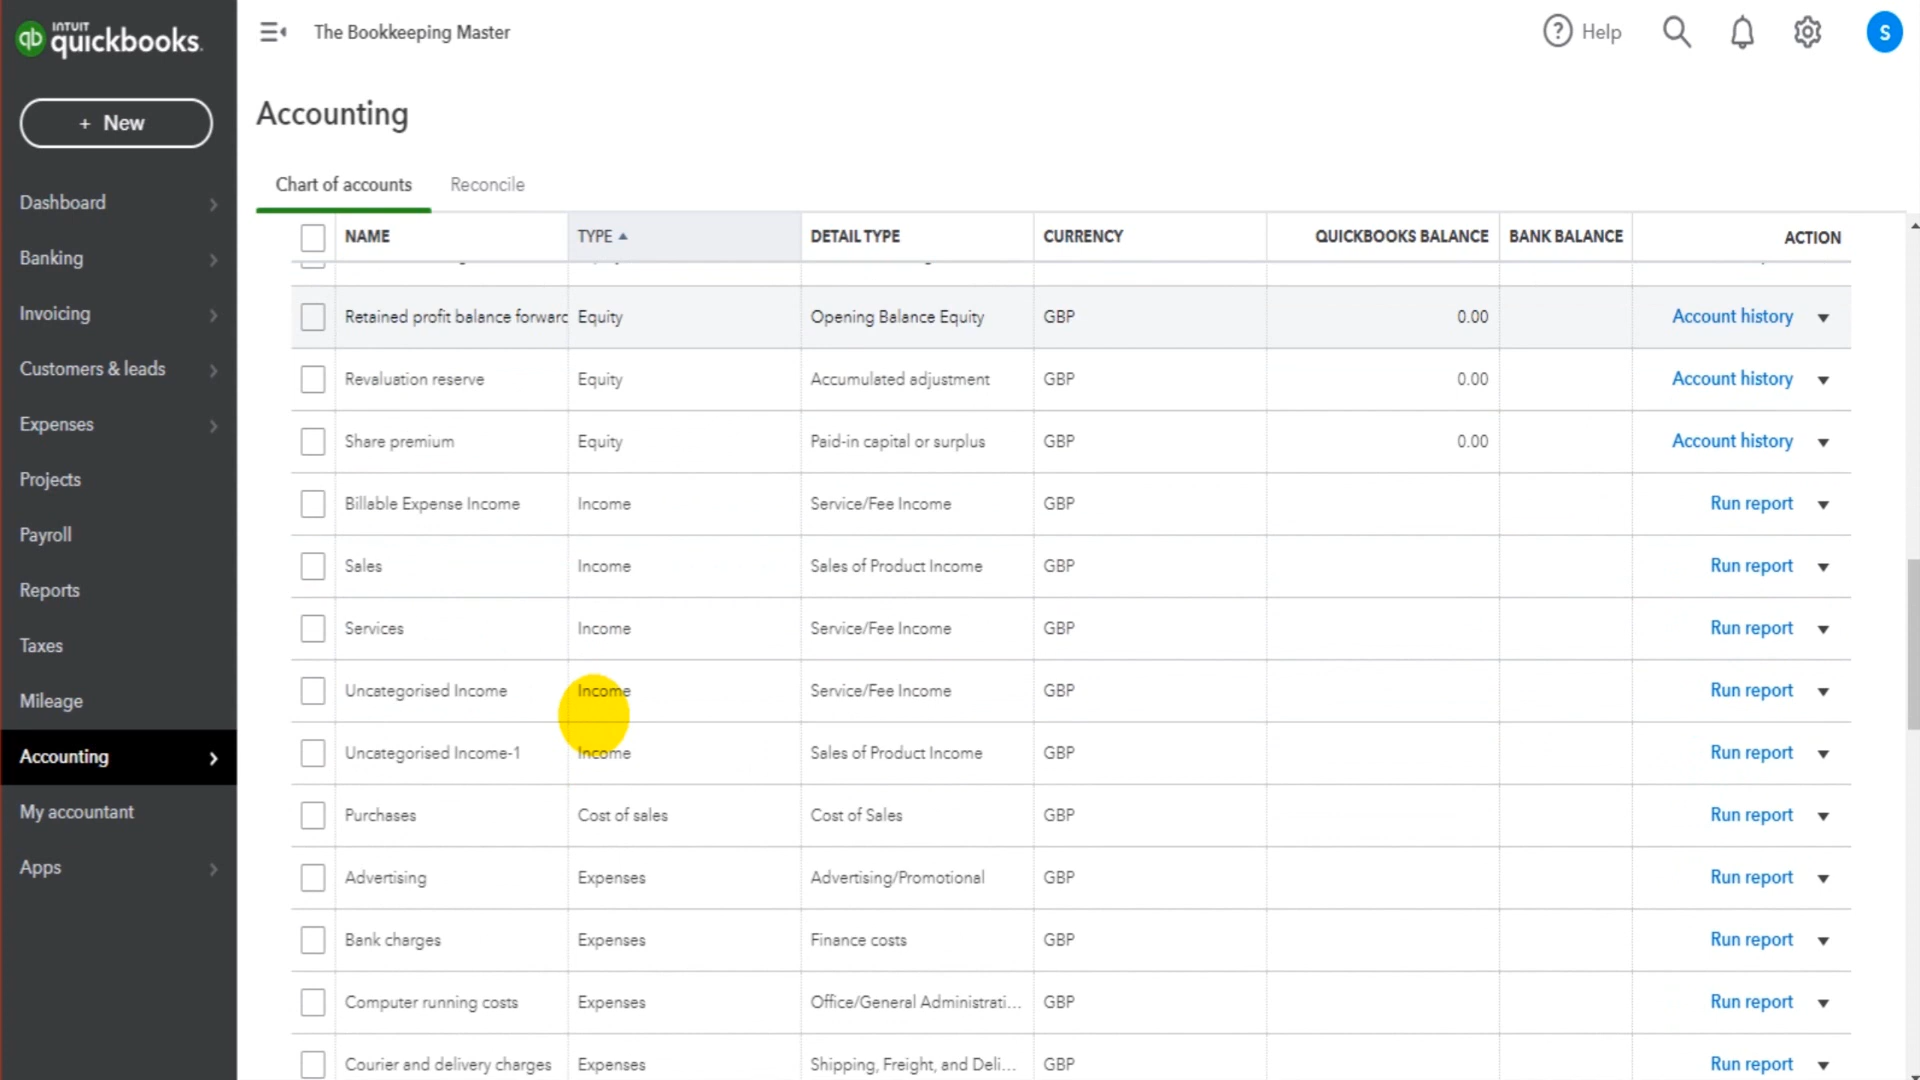 INTUIT
quickbooks.
The Bookkeeping Master
Help
S
+ New
Accounting
Chart of accounts Reconcile
Dashboard
Banking
Invoicing
Customers & leads
Expenses
Projects
Payroll
Reports
Taxes
Mileage
Accounting
My accountant
Apps
NAME TYPE DETAIL TYPE CURRENCY QUICKBOOKS BALANCE BANK BALANCE ACTION
Retained profit balance forward Equity Opening Balance Equity GBP 0.00 Account history
Revaluation reserve Equity Accumulated adjustment GBP 0.00 Account history
Share premium Equity Paid-in capital or surplus GBP 0.00 Account history
Billable Expense Income Income Service/Fee Income GBP Run report
Sales Income Sales of Product Income GBP Run report
Services Income Service/Fee Income GBP Run report
Uncategorised Income Income Service/Fee Income GBP Run report
Uncategorised Income-1 Income Sales of Product Income GBP Run report
Purchases Cost of sales Cost of Sales GBP Run report
Advertising Expenses Advertising/Promotional GBP Run report
Bank charges Expenses Finance costs GBP Run report
Computer running costs Expenses Office/General Administrati... GBP Run report
Courier and delivery charges Expenses Shipping, Freight, and Deli... GBP Run report